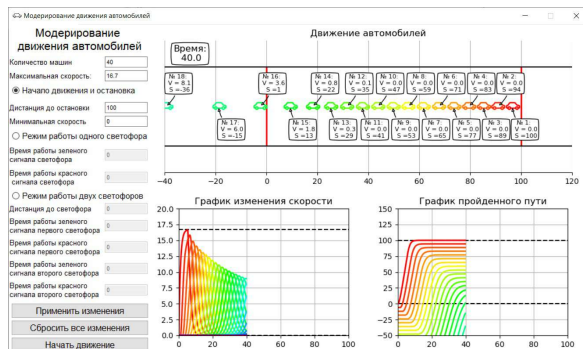 Модерирование движения автомобилей
Модерирование
движения автомобилей
Количество машин 40
Максимальная скорость: 16.7
Начало движения и остановка
Дистанция до остановки 100
Минимальная скорость 0
Режим работы одного светофора
Время работы зеленого
сигнала светофора 0
Время работы красного
сигнала светофора 0
Режим работы двух светофоров
Дистанция до светофора 0
Время работы зеленого
сигнала первого светофора 0
Время работы красного
сигнала первого светофора 0
Время работы зеленого
сигнала второго светофора 0
Время работы красного
сигнала второго светофора 0
Применить изменения
Сбросить все изменения
Начать движение
Движение автомобилей
Время:
40.0
№ 18:
V = 8.1
S =-36
№ 16:
V = 3.6
S =1
№ 14:
V = 0.8
S =22
№ 12:
V = 0.1
S =35
№ 10:
V = 0.0
S =47
№ 8:
V = 0.0
S =59
№ 6:
V = 0.0
S =71
№ 4:
V = 0.0
S =83
№ 2:
V = 0.0
S =94
№ 17:
V = 6.0
S =-15
№ 15:
V = 1.8
S =13
№ 13:
V = 0.3
S =29
№ 11:
V = 0.0
S =41
№ 9:
V = 0.0
S =53
№ 7:
V = 0.0
S =65
№ 5:
V = 0.0
S =77
№ 3:
V = 0.0
S =89
№ 1:
V = 0.0
S =100
−40 −20 0 20 40 60 80 100 120
График изменения скорости
20.0
17.5
15.0
12.5
10.0
7.5
5.0
2.5
0.0
0 20 40 60 80 100
График пройденного пути
150
125
100
75
50
25
0
−25
−50
0 20 40 60 80 100